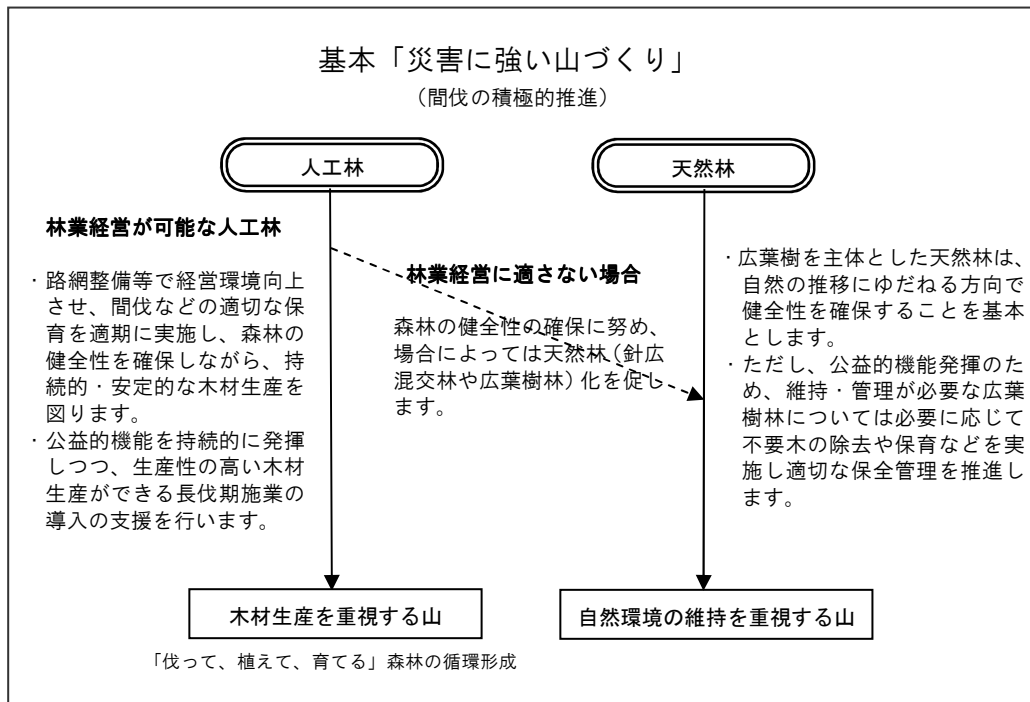 基本「災害に強い山づくり」
（間伐の積極的推進）
人工林
天然林
林業経営が可能な人工林
・路網整備等で経営環境向上
させ、間伐などの適切な保
育を適期に実施し、森林の
健全性を確保しながら、持
続的・安定的な木材生産を
図ります。
・公益的機能を持続的に発揮
しつつ、生産性の高い木材
生産ができる長伐期施業の
導入の支援を行います。
林業経営に適さない場合
森林の健全性の確保に努め、
場合によっては天然林（針広
混交林や広葉樹林）化を促し
ます。
・広葉樹を主体とした天然林は、
自然の推移にゆだねる方向で
健全性を確保することを基本
とします。
・ただし、公益的機能発揮のた
め、維持・管理が必要な広葉
樹林については必要に応じて
不要木の除去や保育などを実
施し適切な保全管理を推進し
ます。
木材生産を重視する山
自然環境の維持を重視する山
「伐って、植えて、育てる」森林の循環形成